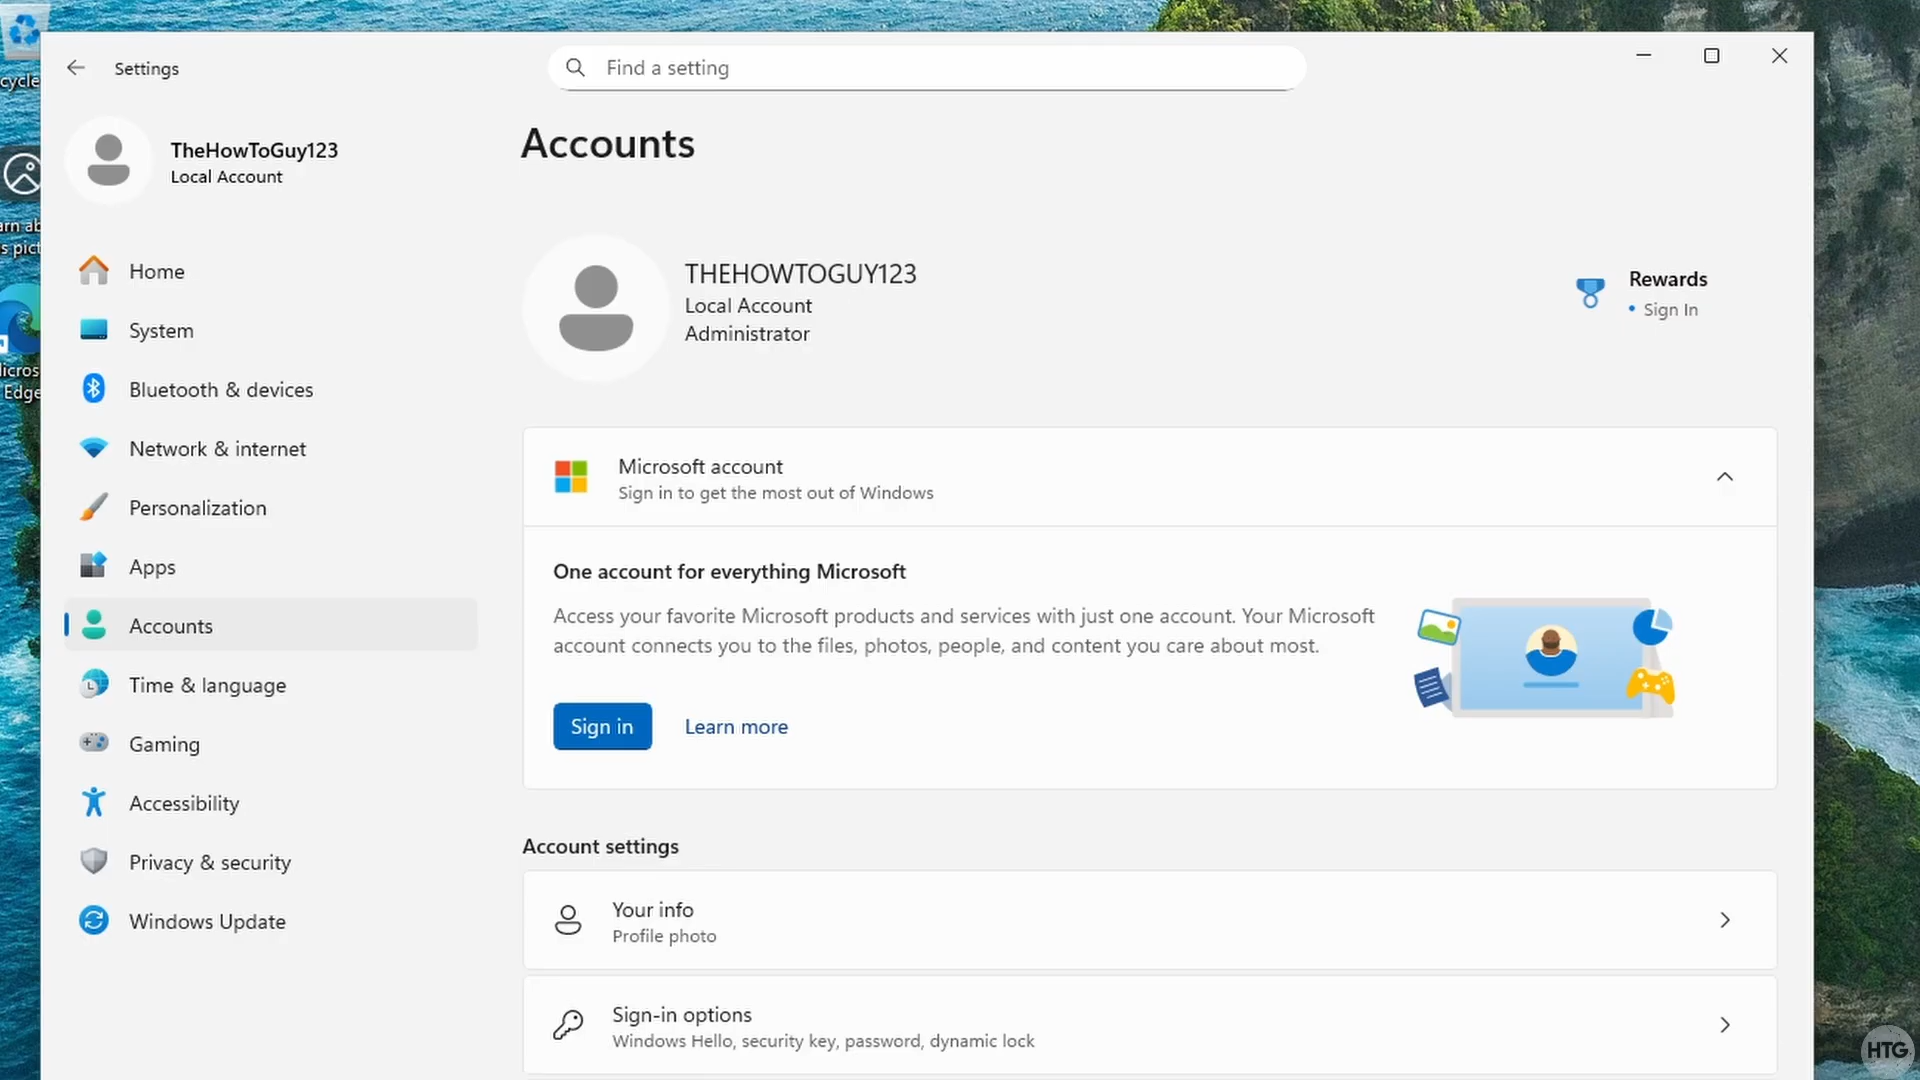 Settings
Find a setting
TheHowToGuy123
Local Account
Home
System
Bluetooth & devices
Network & internet
Personalization
Apps
Accounts
Time & language
Gaming
Accessibility
Privacy & security
Windows Update
Accounts
THEHOWTOGUY123
Local Account
Administrator
Rewards
• Sign In
Microsoft account
Sign in to get the most out of Windows
One account for everything Microsoft
Access your favorite Microsoft products and services with just one account. Your Microsoft
account connects you to the files, photos, people, and content you care about most.
Sign in
Learn more
Account settings
Your info
Profile photo
Sign-in options
Windows Hello, security key, password, dynamic lock
Edge
HTG